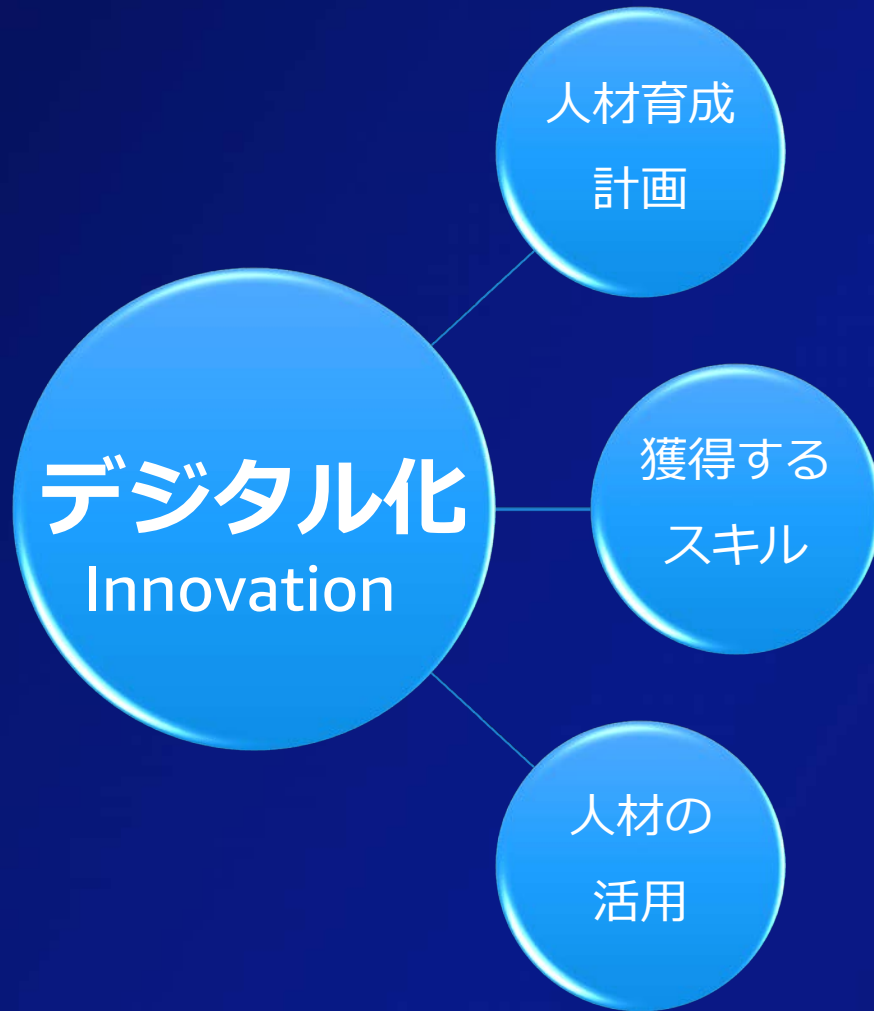 人材育成
計画
デジタル化
Innovation
獲得する
スキル
人材の
活用